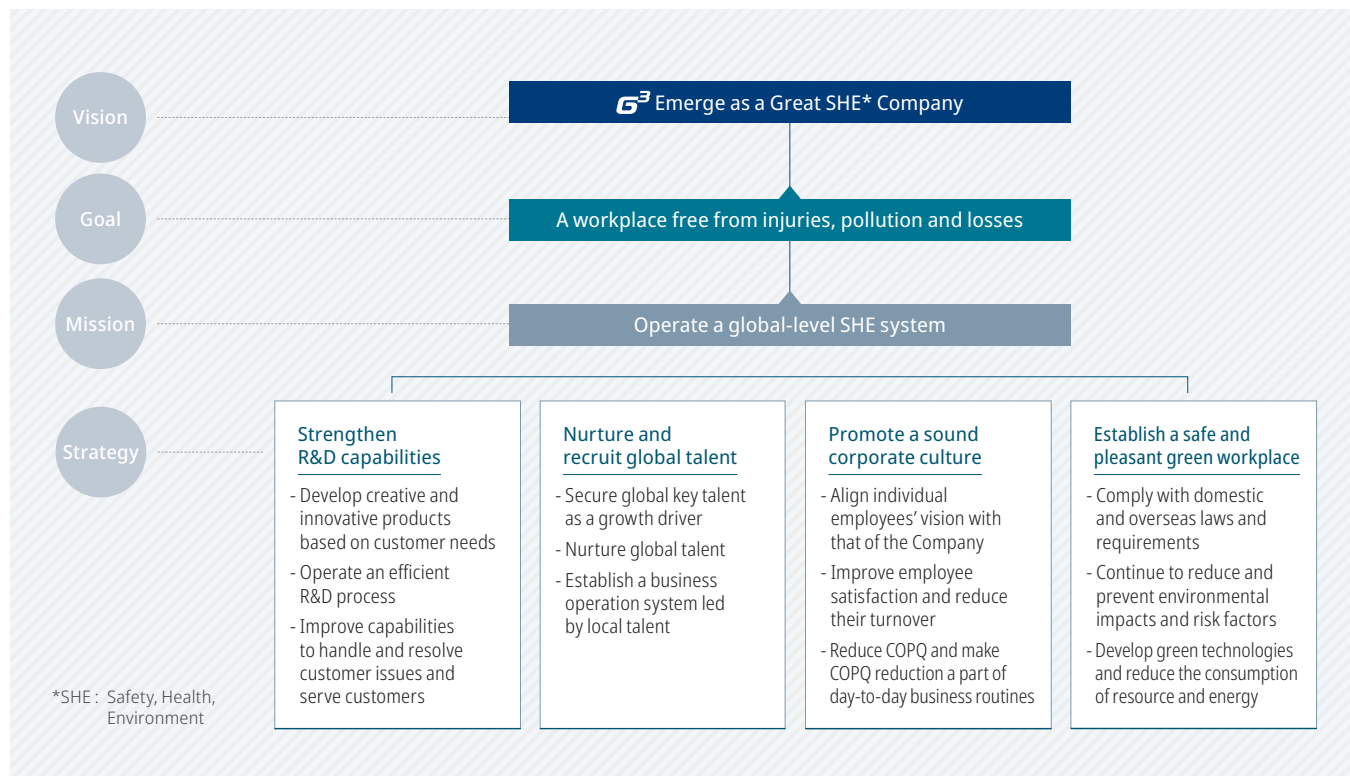 Vision
G3 Emerge as a Great SHE* Company
Goal
A workplace free from injuries, pollution and losses
Mission
Operate a global-level SHE system
Strategy
Strengthen
R&D capabilities
- Develop creative and
innovative products
based on customer needs
- Operate an efficient
R&D process
- Improve capabilities
to handle and resolve
customer issues and
serve customers
Nurture and
recruit global talent
- Secure global key talent
as a growth driver
- Nurture global talent
- Establish a business
operation system led
by local talent
Promote a sound
corporate culture
- Align individual
employees’ vision with
that of the Company
- Improve employee
satisfaction and reduce
their turnover
- Reduce COPQ and make
COPQ reduction a part of
day-to-day business routines
Establish a safe and
pleasant green workplace
- Comply with domestic
and overseas laws and
requirements
- Continue to reduce and
prevent environmental
impacts and risk factors
- Develop green technologies
and reduce the consumption
of resource and energy
*SHE : Safety, Health,
Environment